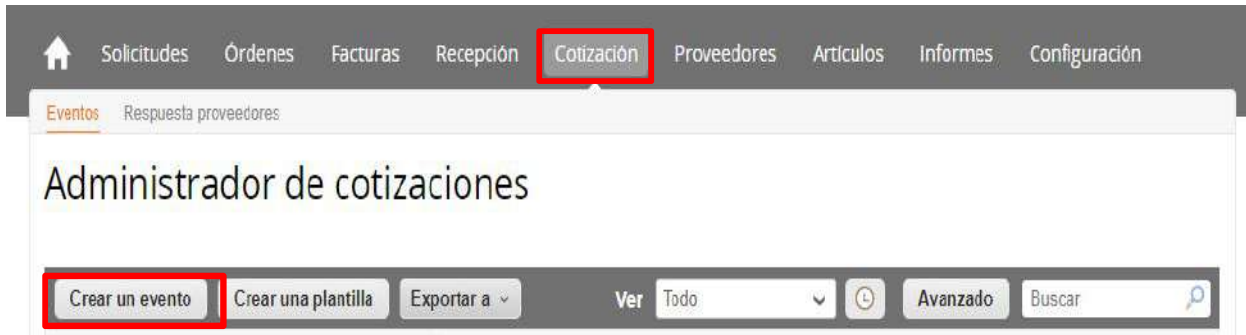 Solicitudes Órdenes Facturas Recepción Cotización Proveedores Artículos Informes Configuración
Eventos Respuesta proveedores
Administrador de cotizaciones
Crear un evento Crear una plantilla Exportar a Ver Todo Avanzado Buscar